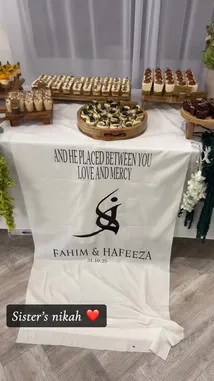 AND HE PLACED BETWEEN YOU
LOVE AND MERCY
FAHIM & HAFEEZA
31.10.25
Sister's nikah ❤️